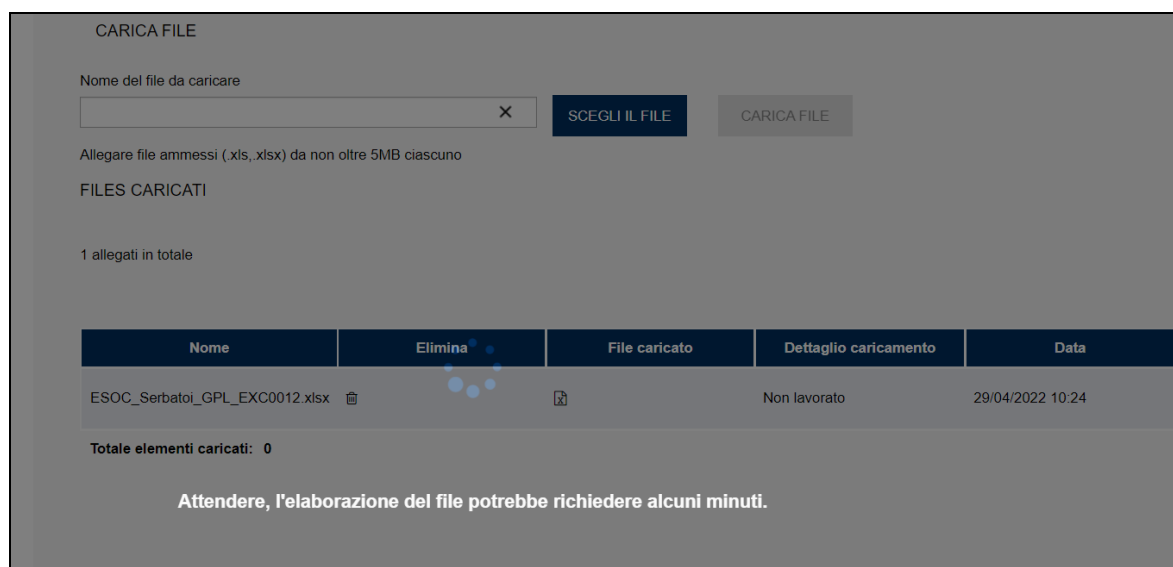 CARICA FILE
Nome del file da caricare
SCEGLI IL FILE CARICA FILE
Allegare file ammessi (.xls,.xlsx) da non oltre 5MB ciascuno
FILES CARICATI
1 allegati in totale
Nome Elimina File caricato Dettaglio caricamento Data
ESOC_Serbatoi_GPL_EXC0012.xlsx Non lavorato 29/04/2022 10:24
Totale elementi caricati: 0
Attendere, l'elaborazione del file potrebbe richiedere alcuni minuti.